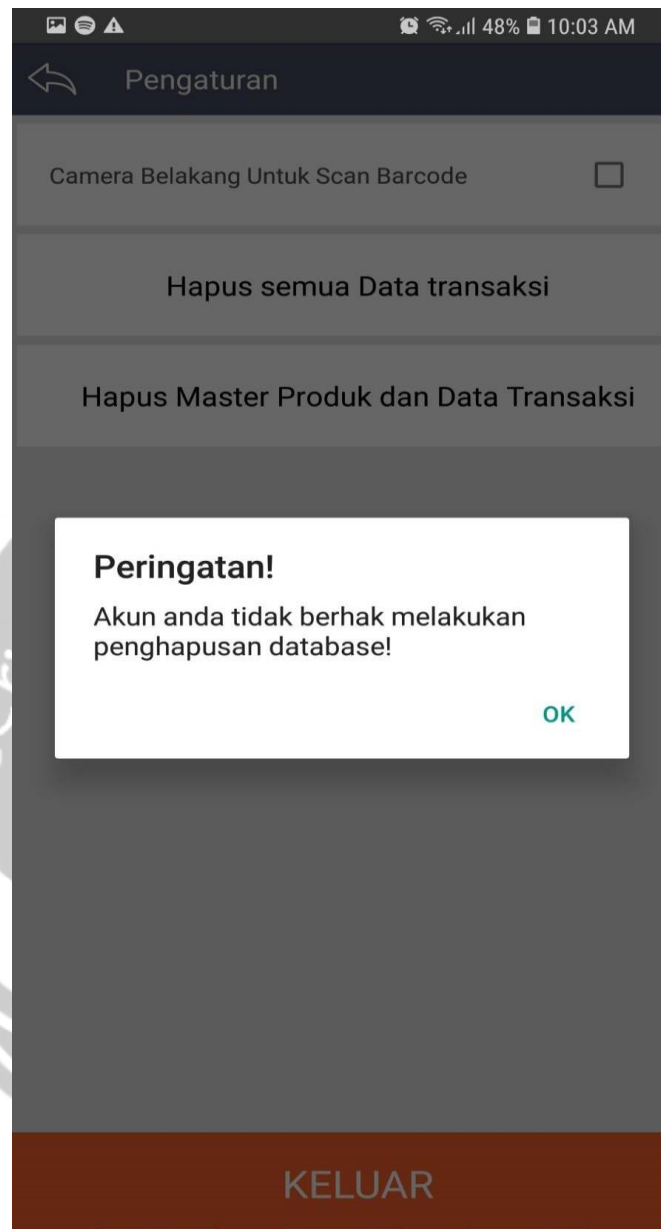 48% 10:03 AM
Pengaturan
Camera Belakang Untuk Scan Barcode
Hapus semua Data transaksi
Hapus Master Produk dan Data Transaksi
Peringatan!
Akun anda tidak berhak melakukan
penghapusan database!
OK
KELUAR